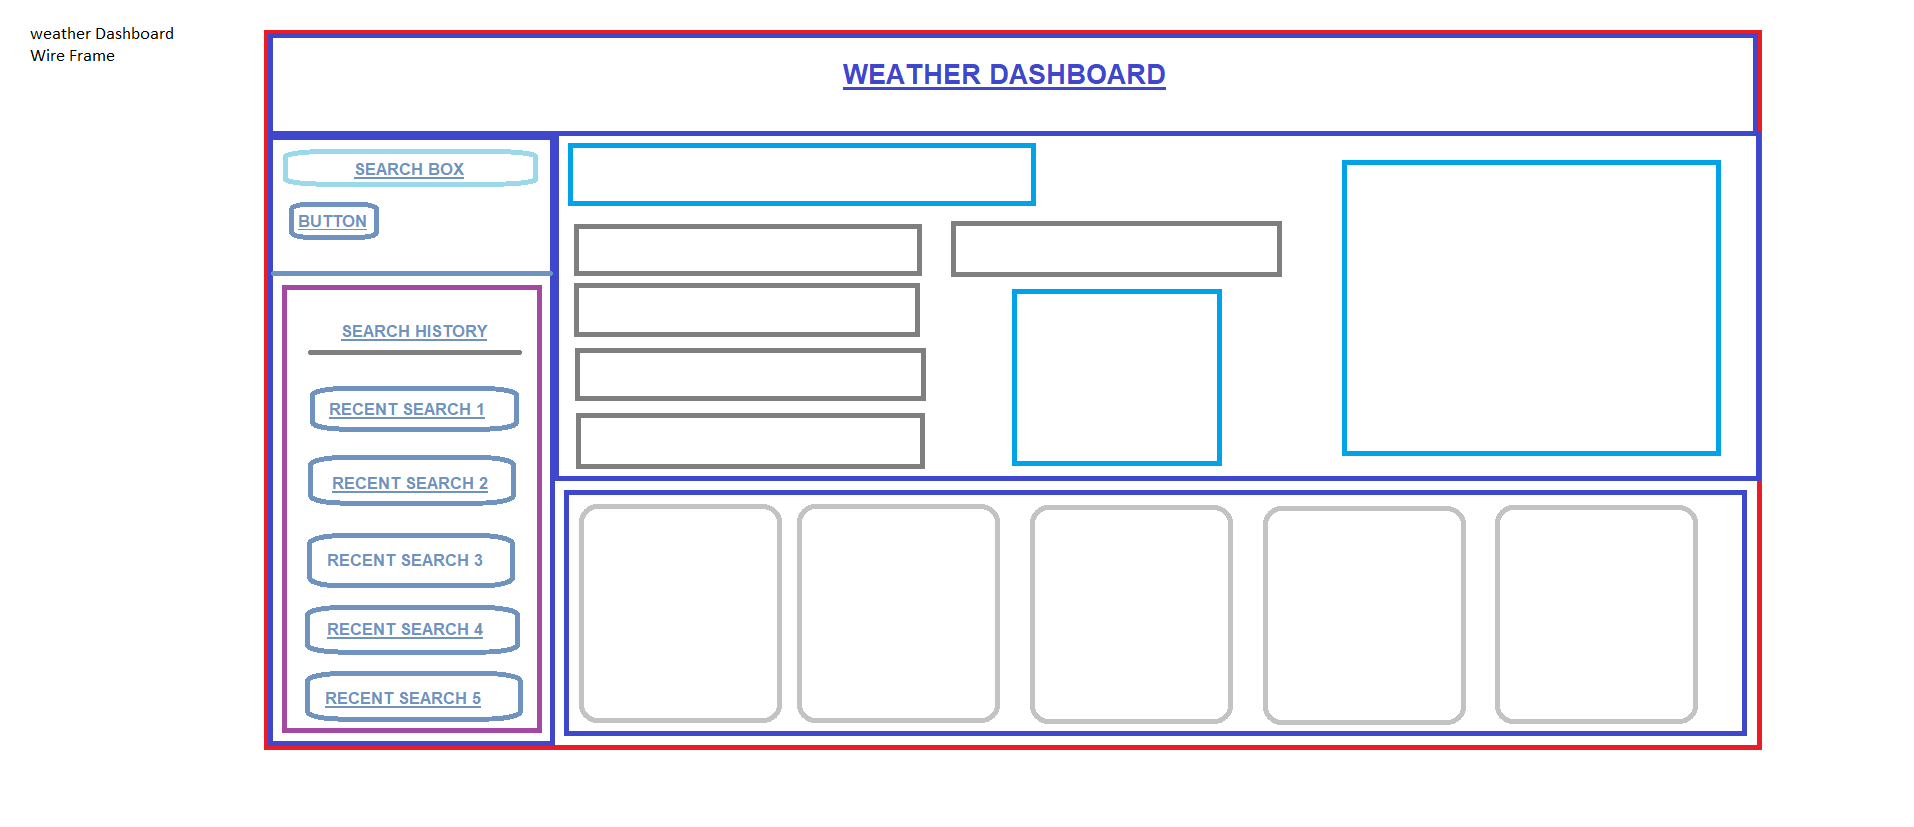 weather Dashboard
Wire Frame
WEATHER DASHBOARD
SEARCH BOX
BUTTON
SEARCH HISTORY
RECENT SEARCH 1
RECENT SEARCH 2
RECENT SEARCH 3
RECENT SEARCH 4
RECENT SEARCH 5